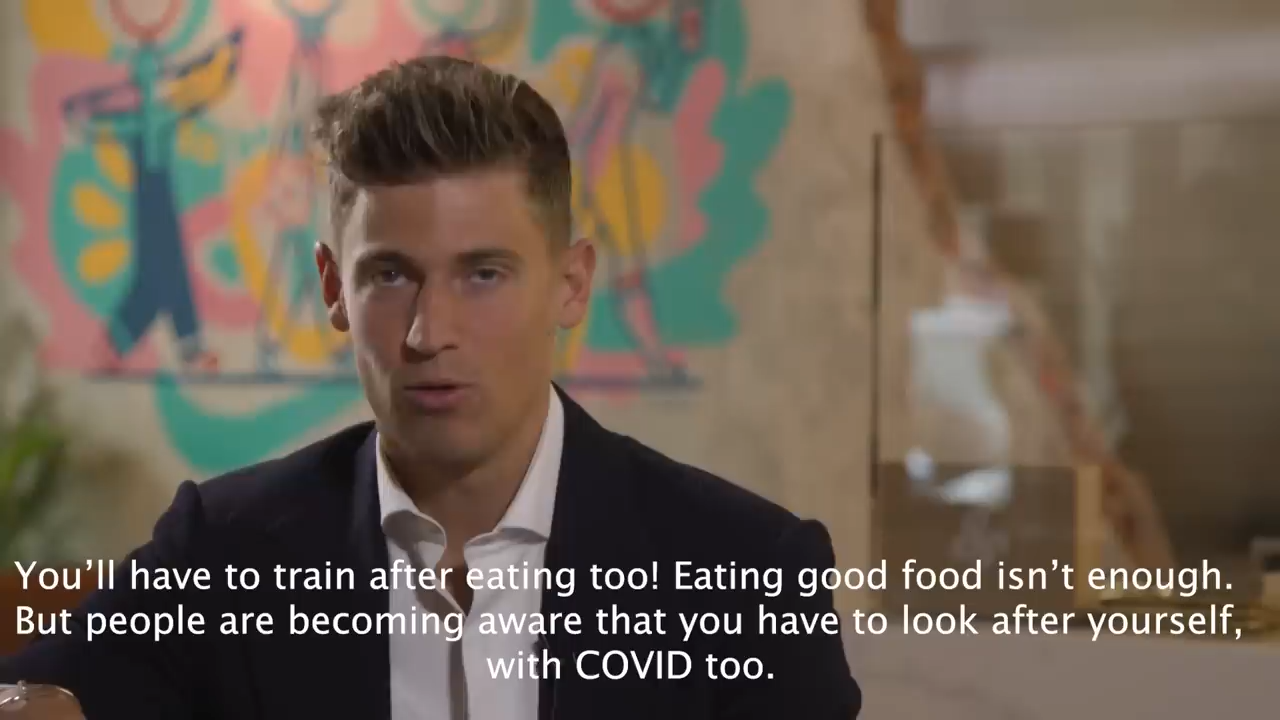 You’ll have to train after eating too! Eating good food isn’t enough.
But people are becoming aware that you have to look after yourself,
with COVID too.